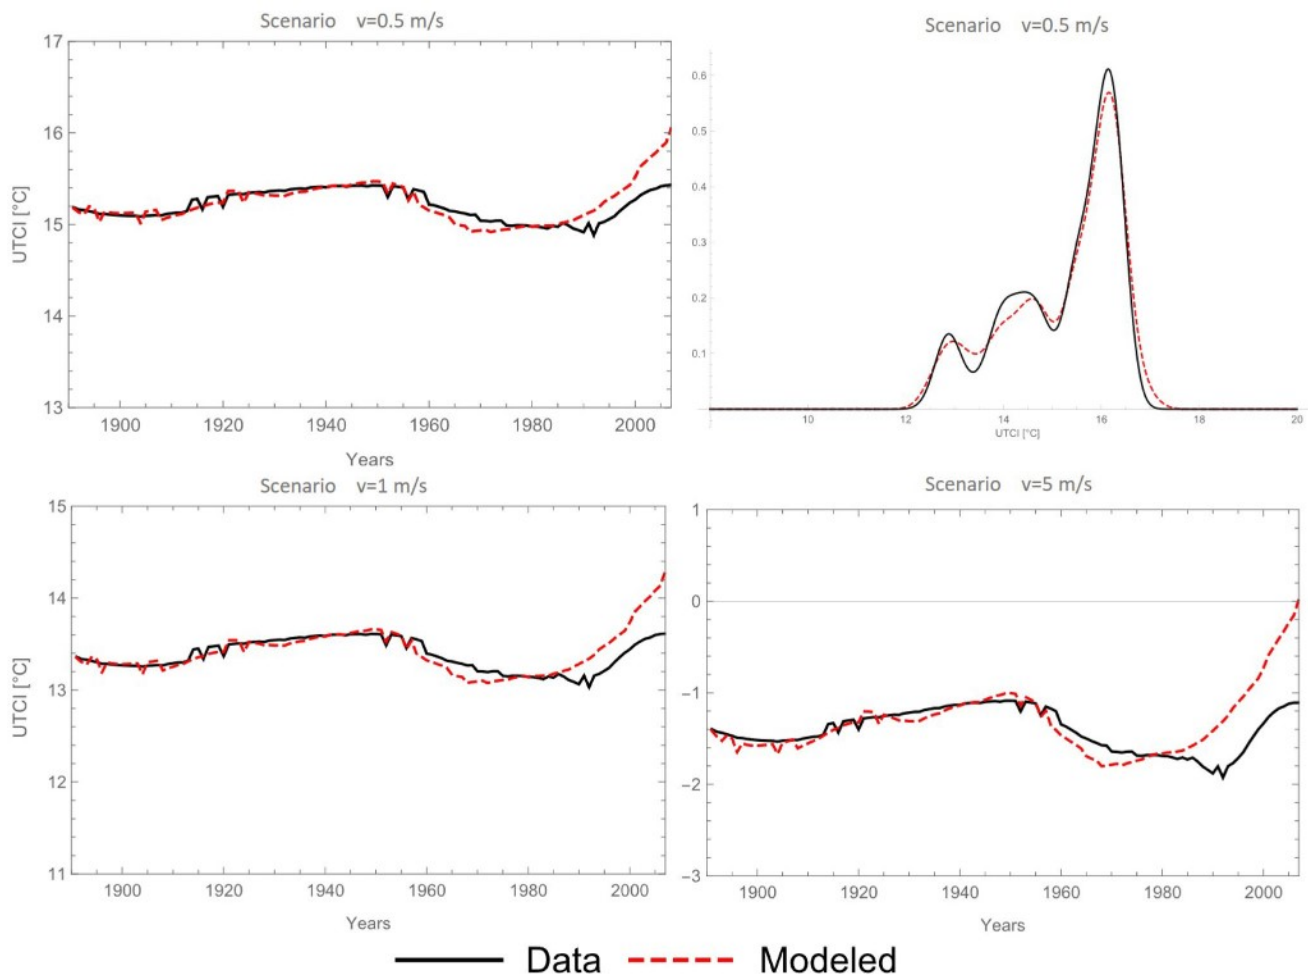 Scenario v=0.5 m/s
17
16
15
14
13
UTCI [°C]
1900 1920 1940 1960 1980 2000
Years
Scenario v=0.5 m/s
0.6
0.5
0.4
0.3
0.2
0.1
10 12 14 16 18 20
UTCI [°C]
Scenario v=1 m/s
15
14
13
12
11
UTCI [°C]
1900 1920 1940 1960 1980 2000
Years
Scenario v=5 m/s
1
0
−1
−2
−3
1900 1920 1940 1960 1980 2000
Years
Data Modeled